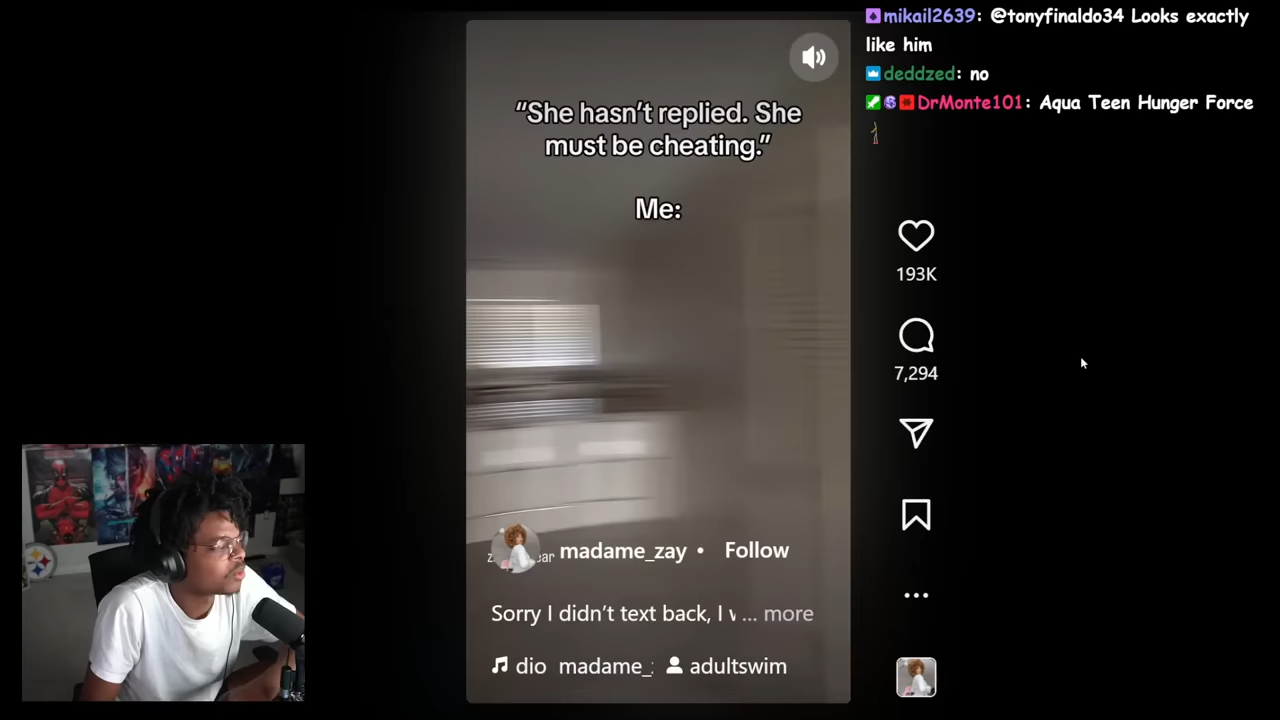 mikail2639: @tonyfinaldo34 Looks exactly
like him
deddzed: no
DrMonte101: Aqua Teen Hunger Force
“She hasn’t replied. She
must be cheating.”
Me:
193K
7,294
madame_zay • Follow
Sorry I didn’t text back, I ... more
dio madame_ adultswim